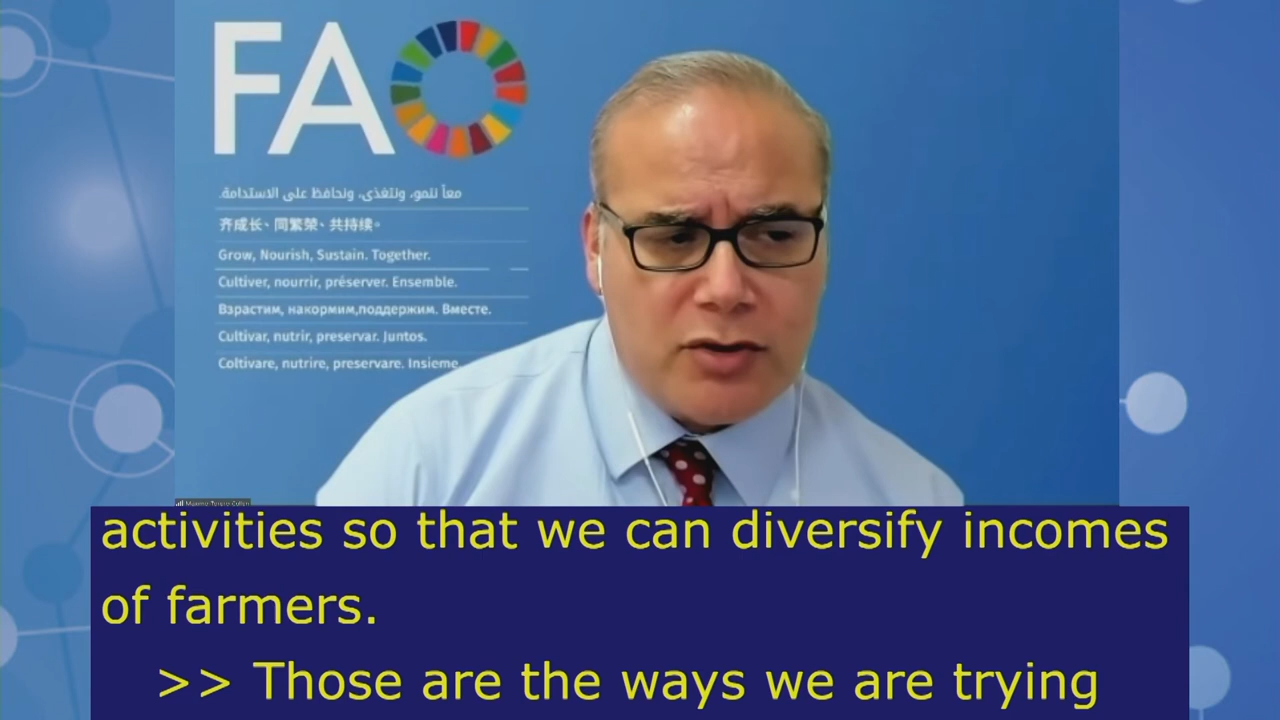 FAO
معاً ننمو، ونتغذى، ونحافظ على الاستدامة.
齐成长、同繁荣、共持续。
Grow, Nourish, Sustain. Together.
Cultiver, nourrir, préserver. Ensemble.
Взрастим, накормим,поддержим. Вместе.
Cultivar, nutrir, preservar. Juntos.
Coltivare, nutrire, preservare. Insieme.
activities so that we can diversify incomes
of farmers.
>> Those are the ways we are trying